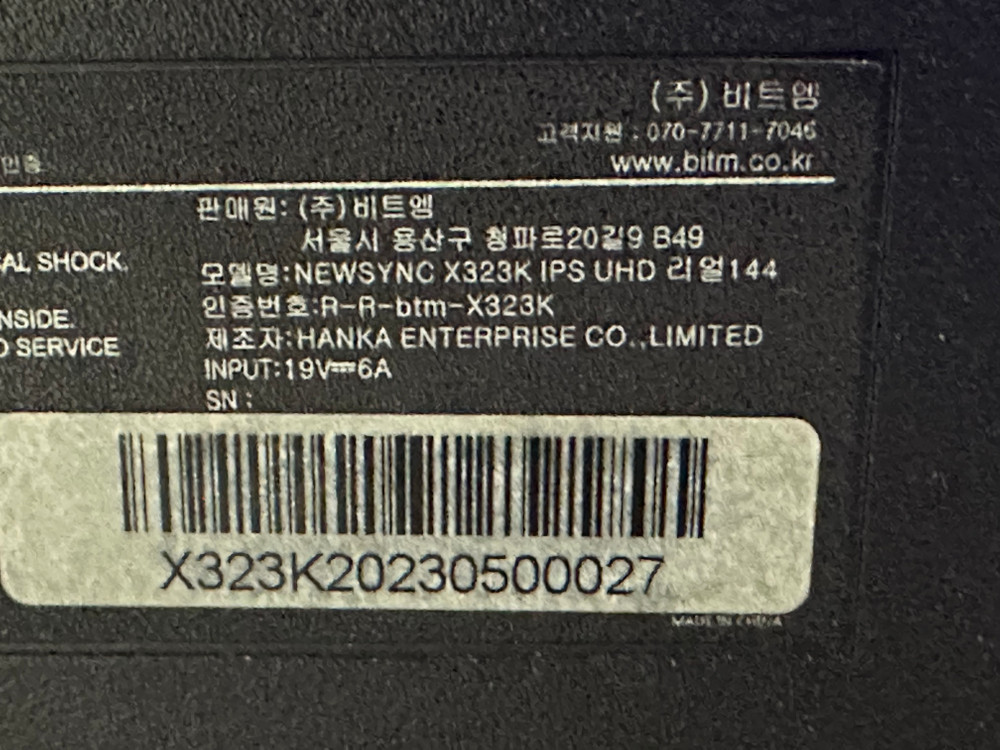 (주) 비트엠
고객지원 : 070-7711-7046
www.bitm.co.kr
인증
판매원: (주)비트엠
서울시 용산구 청파로20길9 B49
CAL SHOCK.
모델명:NEWSYNC X323K IPS UHD 리얼144
인증번호:R-R-btm-X323K
NSIDE.
제조자:HANKA ENTERPRISE CO.,LIMITED
SERVICE
INPUT:19V⎓6A
SN :
X323K20230500027
MADE IN CHINA